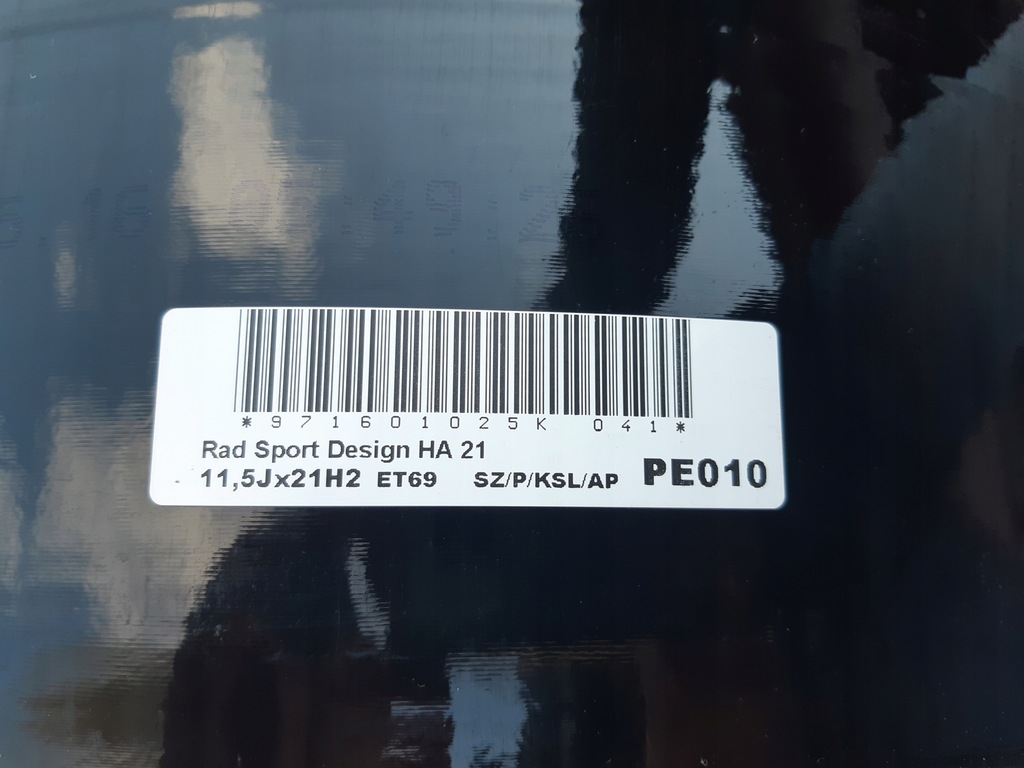 *971601025K 041*
Rad Sport Design HA 21
11,5Jx21H2 ET69 SZ/P/KSL/AP PE010